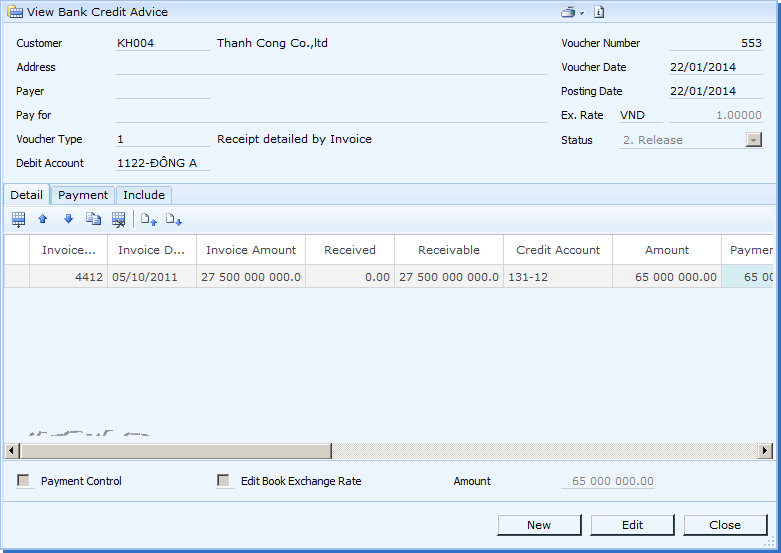 View Bank Credit Advice
Customer KH004 Thanh Cong Co.,ltd Voucher Number 553
Address Voucher Date 22/01/2014
Payer Posting Date 22/01/2014
Pay for Ex. Rate VND 1.00000
Voucher Type 1 Receipt detailed by Invoice Status 2. Release
Debit Account 1122-ĐÔNG A
Detail Payment Include
Invoice... Invoice D... Invoice Amount Received Receivable Credit Account Amount Paymer
4412 05/10/2011 27 500 000 000.0 0.00 27 500 000 000.0 131-12 65 000 000.00 65 00
Payment Control Edit Book Exchange Rate Amount 65 000 000.00
New Edit Close